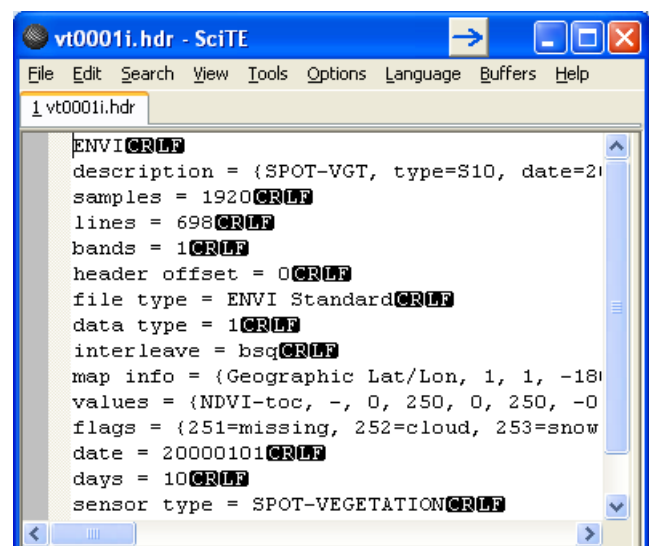 vt0001i.hdr - SciTE
File Edit Search View Tools Options Language Buffers Help
1 vt0001i.hdr
ENVICRLF
description = {SPOT-VGT, type=S10, date=2
samples = 1920CRLF
lines = 698CRLF
bands = 1CRLF
header offset = 0CRLF
file type = ENVI StandardCRLF
data type = 1CRLF
interleave = bsqCRLF
map info = {Geographic Lat/Lon, 1, 1, -18
values = {NDVI-toc, -, 0, 250, 0, 250, -0
flags = {251=missing, 252=cloud, 253=snow
date = 20000101CRLF
days = 10CRLF
sensor type = SPOT-VEGETATIONCRLF